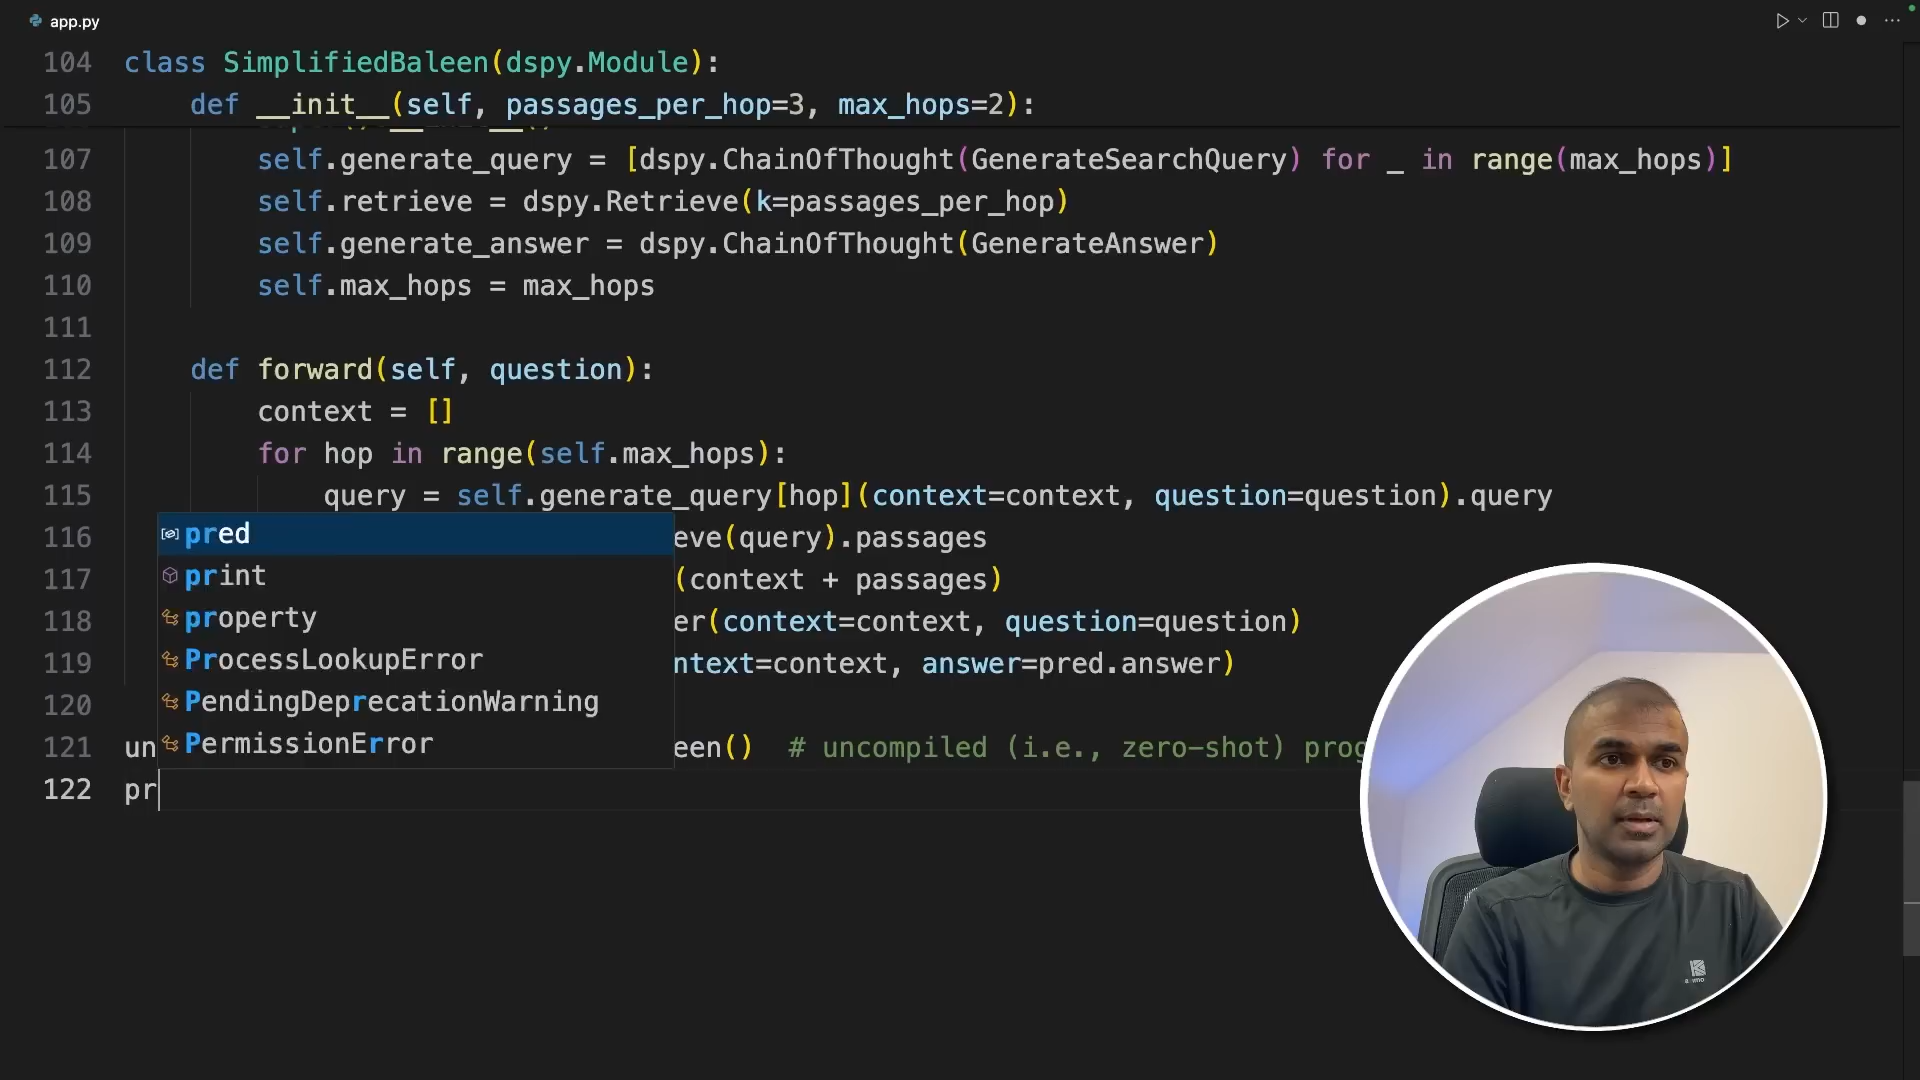 app.py
104 class SimplifiedBaleen(dspy.Module):
105 def __init__(self, passages_per_hop=3, max_hops=2):
107 self.generate_query = [dspy.ChainOfThought(GenerateSearchQuery) for _ in range(max_hops)]
108 self.retrieve = dspy.Retrieve(k=passages_per_hop)
109 self.generate_answer = dspy.ChainOfThought(GenerateAnswer)
110 self.max_hops = max_hops
111
112 def forward(self, question):
113 context = []
114 for hop in range(self.max_hops):
115 query = self.generate_query[hop](context=context, question=question).query
116 eve(query).passages
117 (context + passages)
118 er(context=context, question=question)
119 ntext=context, answer=pred.answer)
120
121 un een() # uncompiled (i.e., zero-shot) prog
122 pr
pred
print
property
ProcessLookupError
PendingDeprecationWarning
PermissionError